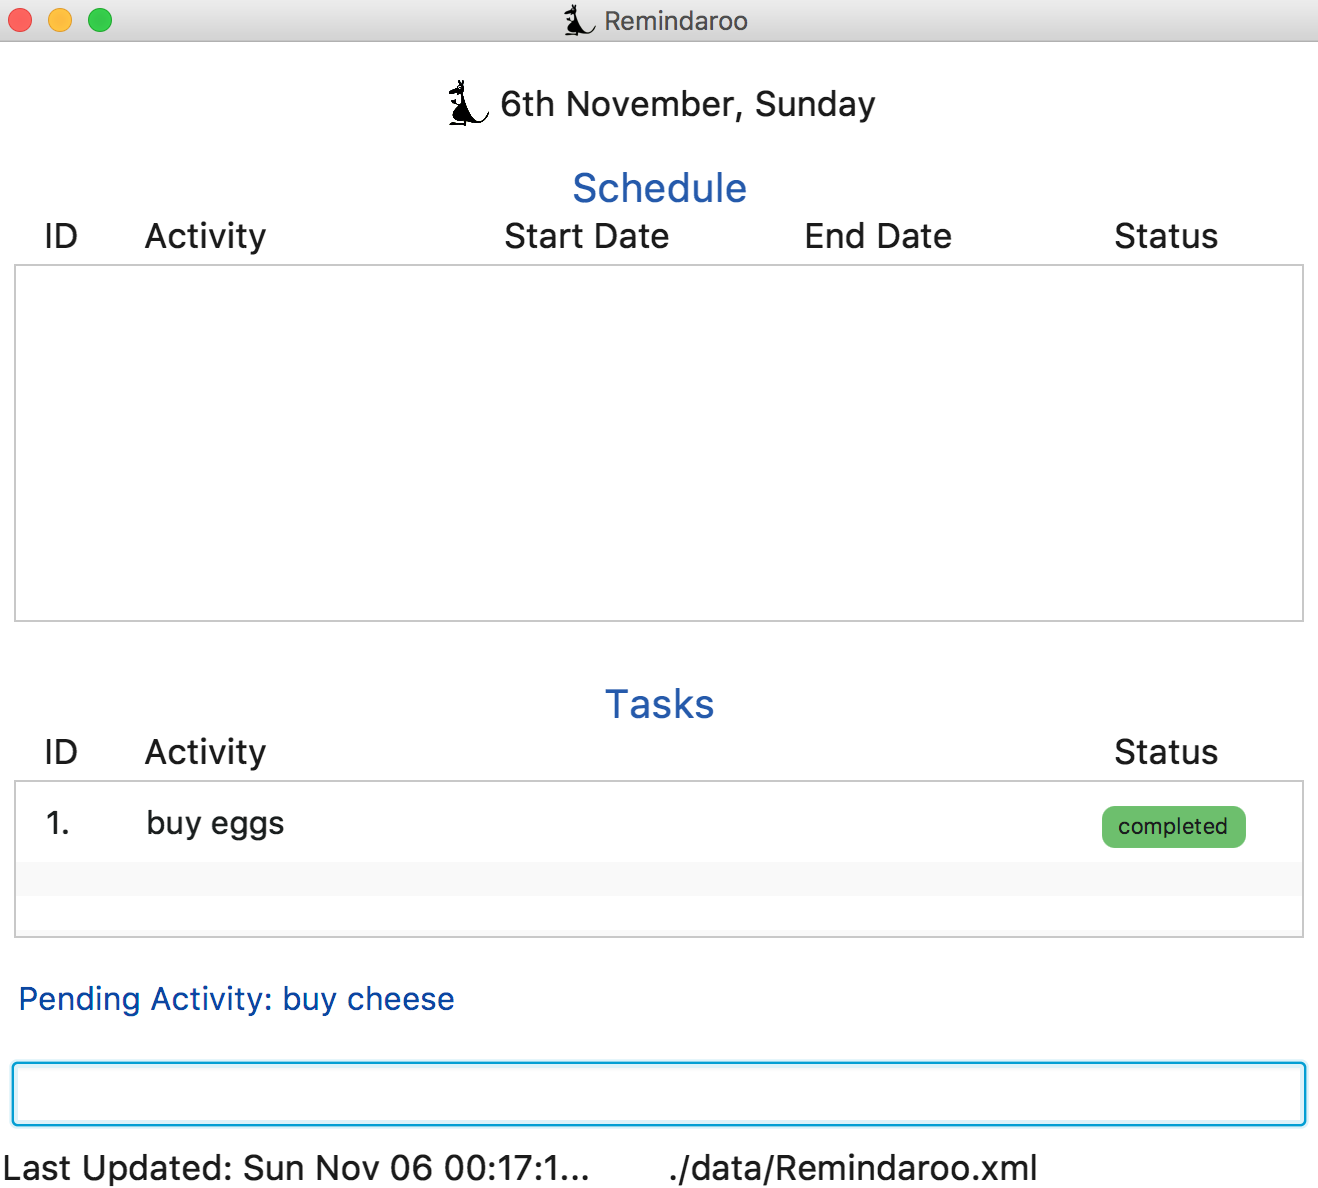 Remindaroo
6th November, Sunday
Schedule
ID Activity Start Date End Date Status
Tasks
ID Activity Status
1. buy eggs completed
Pending Activity: buy cheese
Last Updated: Sun Nov 06 00:17:1... ./data/Remindaroo.xml